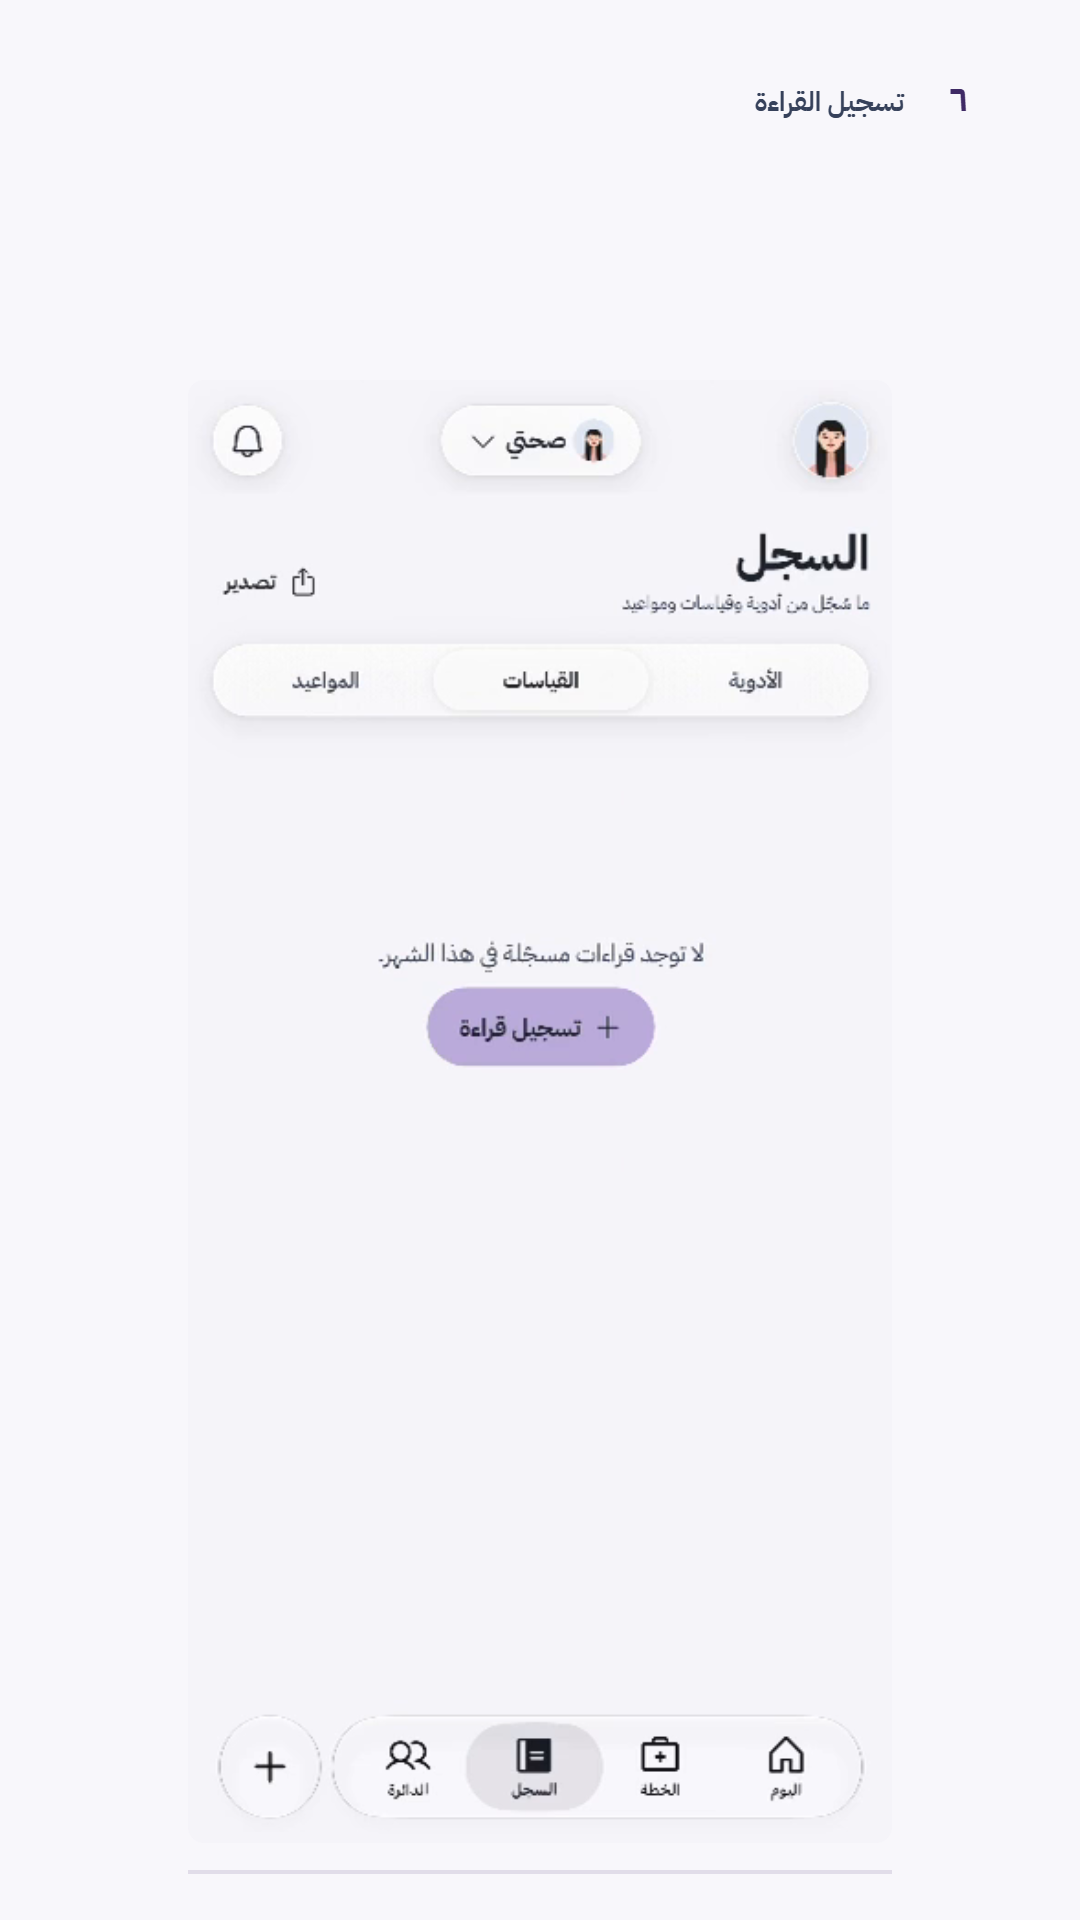 ٦ تسجيل القراءة
صحتي
السجل
تصدير
ما سُجّل من أدوية وقياسات ومواعيد
الأدوية القياسات المواعيد
لا توجد قراءات مسجّلة في هذا الشهر.
+ تسجيل قراءة
اليوم الخطة السجل الدائرة